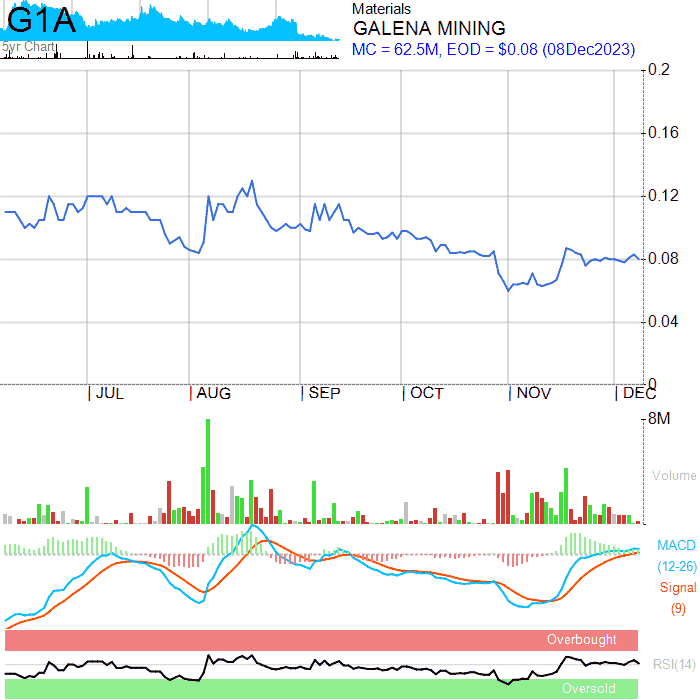 G1A
5yr Chart
Materials
GALENA MINING
MC = 62.5M, EOD = $0.08 (08Dec2023)
0.2
0.16
0.12
0.08
0.04
0
JUL AUG SEP OCT NOV DEC
8M
Volume
MACD
(12-26)
Signal
(9)
Overbought
RSI(14)
Oversold